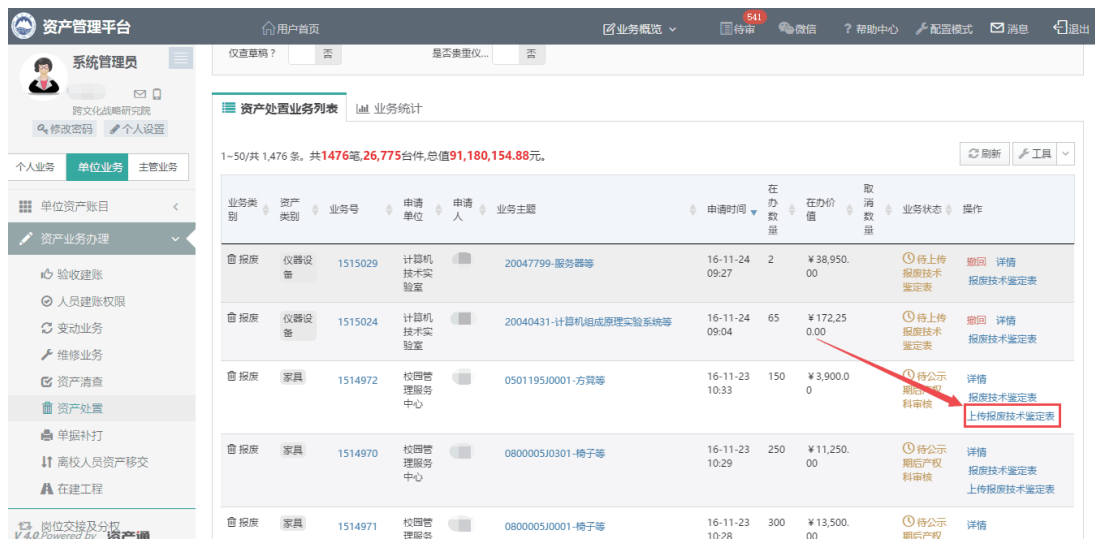 资产管理平台 用户首页 业务概览 541 待审 微信 ? 帮助中心 配置模式 消息 退出
系统管理员
跨文化战略研究院
修改密码 个人设置
个人业务 单位业务 主管业务
单位资产账目
资产业务办理
验收建账
人员建账权限
变动业务
维修业务
资产清查
资产处置
单据补打
离校人员资产移交
在建工程
岗位交接及分权
V 4.0 Powered by 资产通
仅查草稿? 否 是否贵重仪... 否
资产处置业务列表 业务统计
1~50/共 1,476 条。共1476笔,26,775台件,总值91,180,154.88元。 刷新 工具
业务类别 资产类别 业务号 申请单位 申请人 业务主题 申请时间 在办数量 在办价值 取消数量 业务状态 操作
报废 仪器设备 1515029 计算机技术实验室 20047799-服务器等 16-11-24 09:27 2 ¥38,950.00 待上传报废技术鉴定表 撤回 详情 报废技术鉴定表
报废 仪器设备 1515024 计算机技术实验室 20040431-计算机组成原理实验系统等 16-11-24 09:04 65 ¥172,250.00 待上传报废技术鉴定表 撤回 详情 报废技术鉴定表
报废 家具 1514972 校园管理服务中心 0501195J0001-方凳等 16-11-23 10:33 150 ¥3,900.00 待公示期后产权科审核 详情 报废技术鉴定表 上传报废技术鉴定表
报废 家具 1514970 校园管理服务中心 0800005J0301-椅子等 16-11-23 10:29 250 ¥11,250.00 待公示期后产权科审核 详情 报废技术鉴定表 上传报废技术鉴定表
报废 家具 1514971 校园管理服务 0800005J0001-椅子等 16-11-23 10:28 300 ¥13,500.00 待公示期后产权 详情